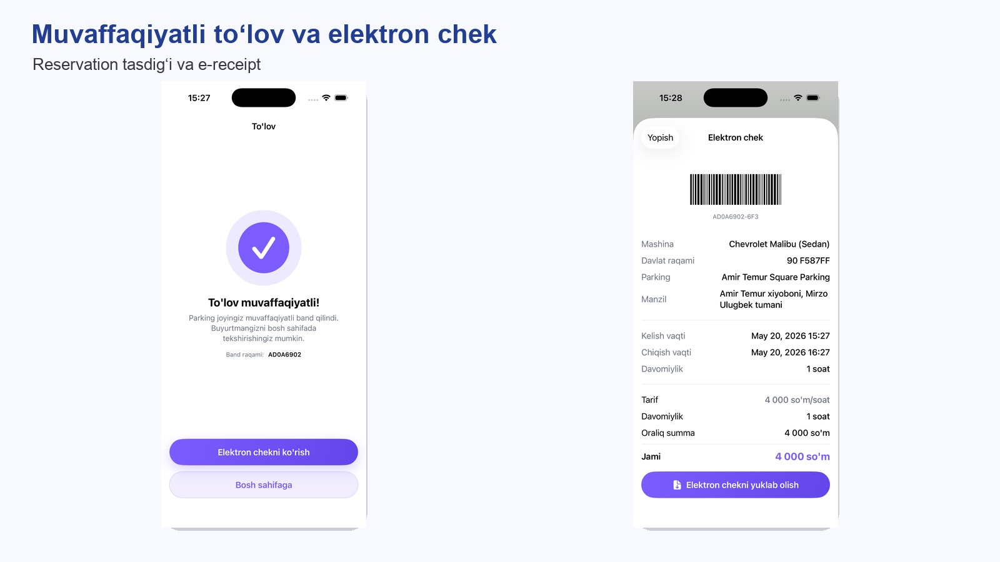 Muvaffaqiyatli to‘lov va elektron chek
Reservation tasdig‘i va e-receipt
15:27
To'lov
To'lov muvaffaqiyatli!
Parking joyingiz muvaffaqiyatli band qilindi.
Buyurtmangizni bosh sahifada
tekshirishingiz mumkin.
Band raqami: AD0A6902
Elektron chekni ko'rish
Bosh sahifaga
15:28
Yopish Elektron chek
AD0A6902-6F3
Mashina Chevrolet Malibu (Sedan)
Davlat raqami 90 F587FF
Parking Amir Temur Square Parking
Manzil Amir Temur xiyoboni, Mirzo
Ulugbek tumani
Kelish vaqti May 20, 2026 15:27
Chiqish vaqti May 20, 2026 16:27
Davomiylik 1 soat
Tarif 4 000 so'm/soat
Davomiylik 1 soat
Oraliq summa 4 000 so'm
Jami 4 000 so'm
Elektron chekni yuklab olish